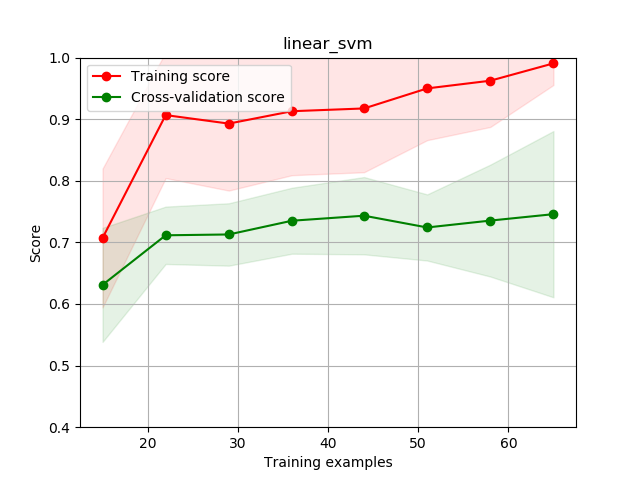 linear_svm
Training score
Cross-validation score
1.0
0.9
0.8
0.7
0.6
0.5
0.4
Score
20 30 40 50 60
Training examples